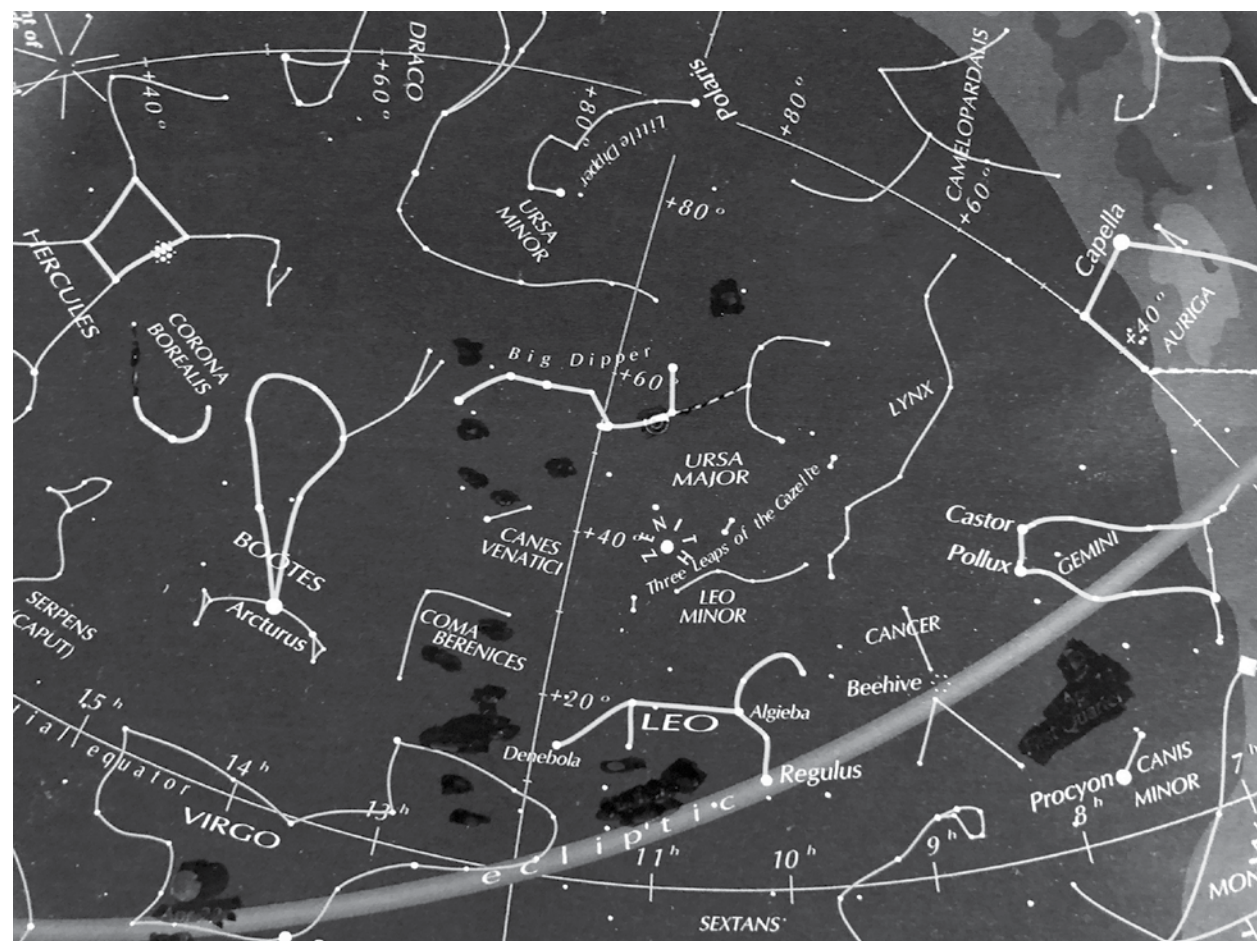 DRACO
+40°
+60°
+80°
Little Dipper
Polaris
+80°
CAMELOPARDALIS
+60°
URSA
MINOR
+80°
Capella
+40°
AURIGA
HERCULES
CORONA
BOREALIS
Big Dipper
+60
LYNX
URSA
MAJOR
Three Leaps of the Gazelle
Castor
Pollux
GEMINI
CANES
VENATICI
+40°
ZENITH
LEO
MINOR
BOOTES
Arcturus
SERPENS
(CAPUT)
COMA
BERENICES
CANCER
Beehive
+20°
LEO
Algieba
Denebola
Regulus
Procyon
CANIS
MINOR
15h
14h
13h
11h
10h
9h
8h
7h
equator
VIRGO
ecliptic
SEXTANS